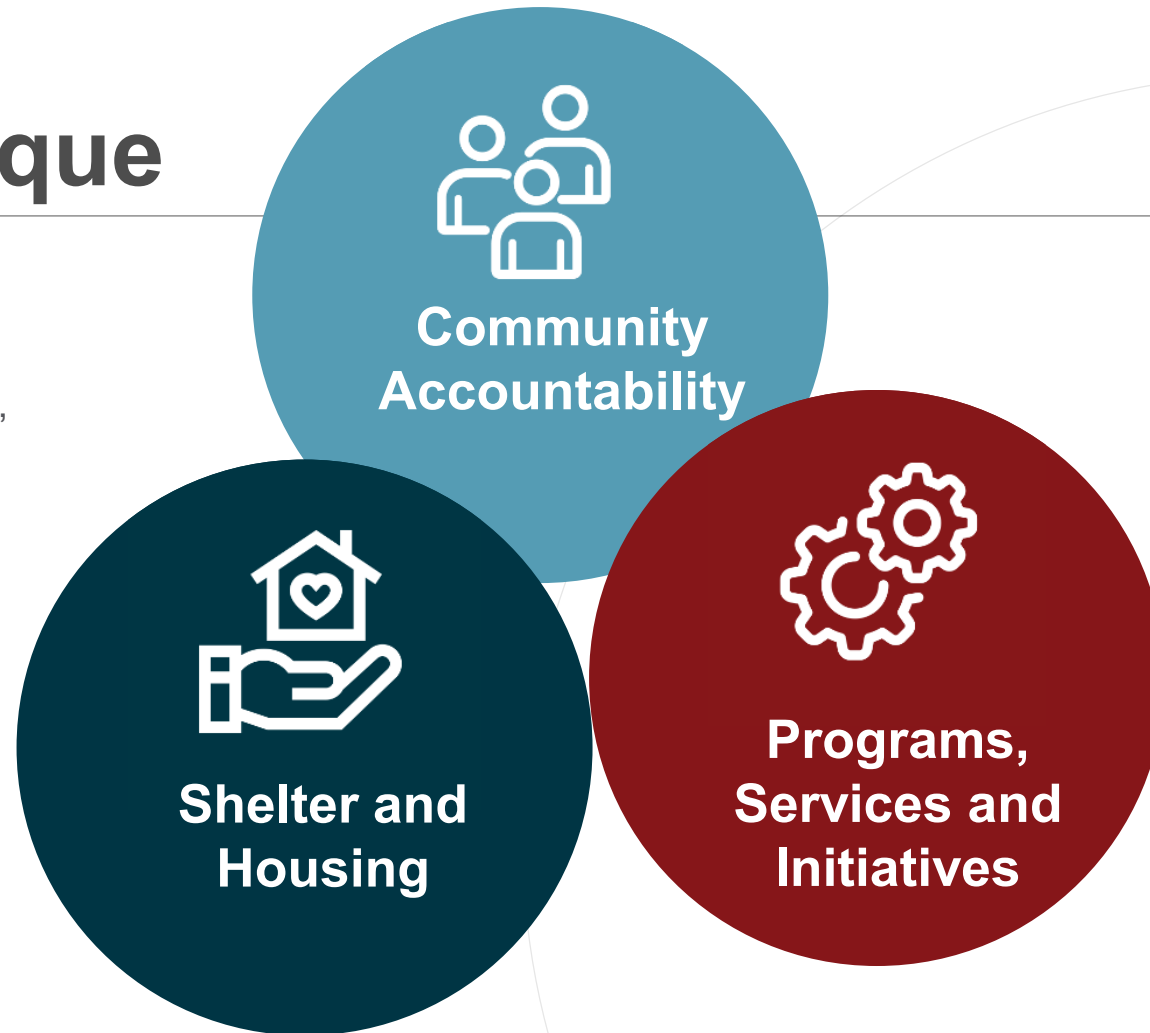 que
,
Community
Accountability
Shelter and
Housing
Programs,
Services and
Initiatives